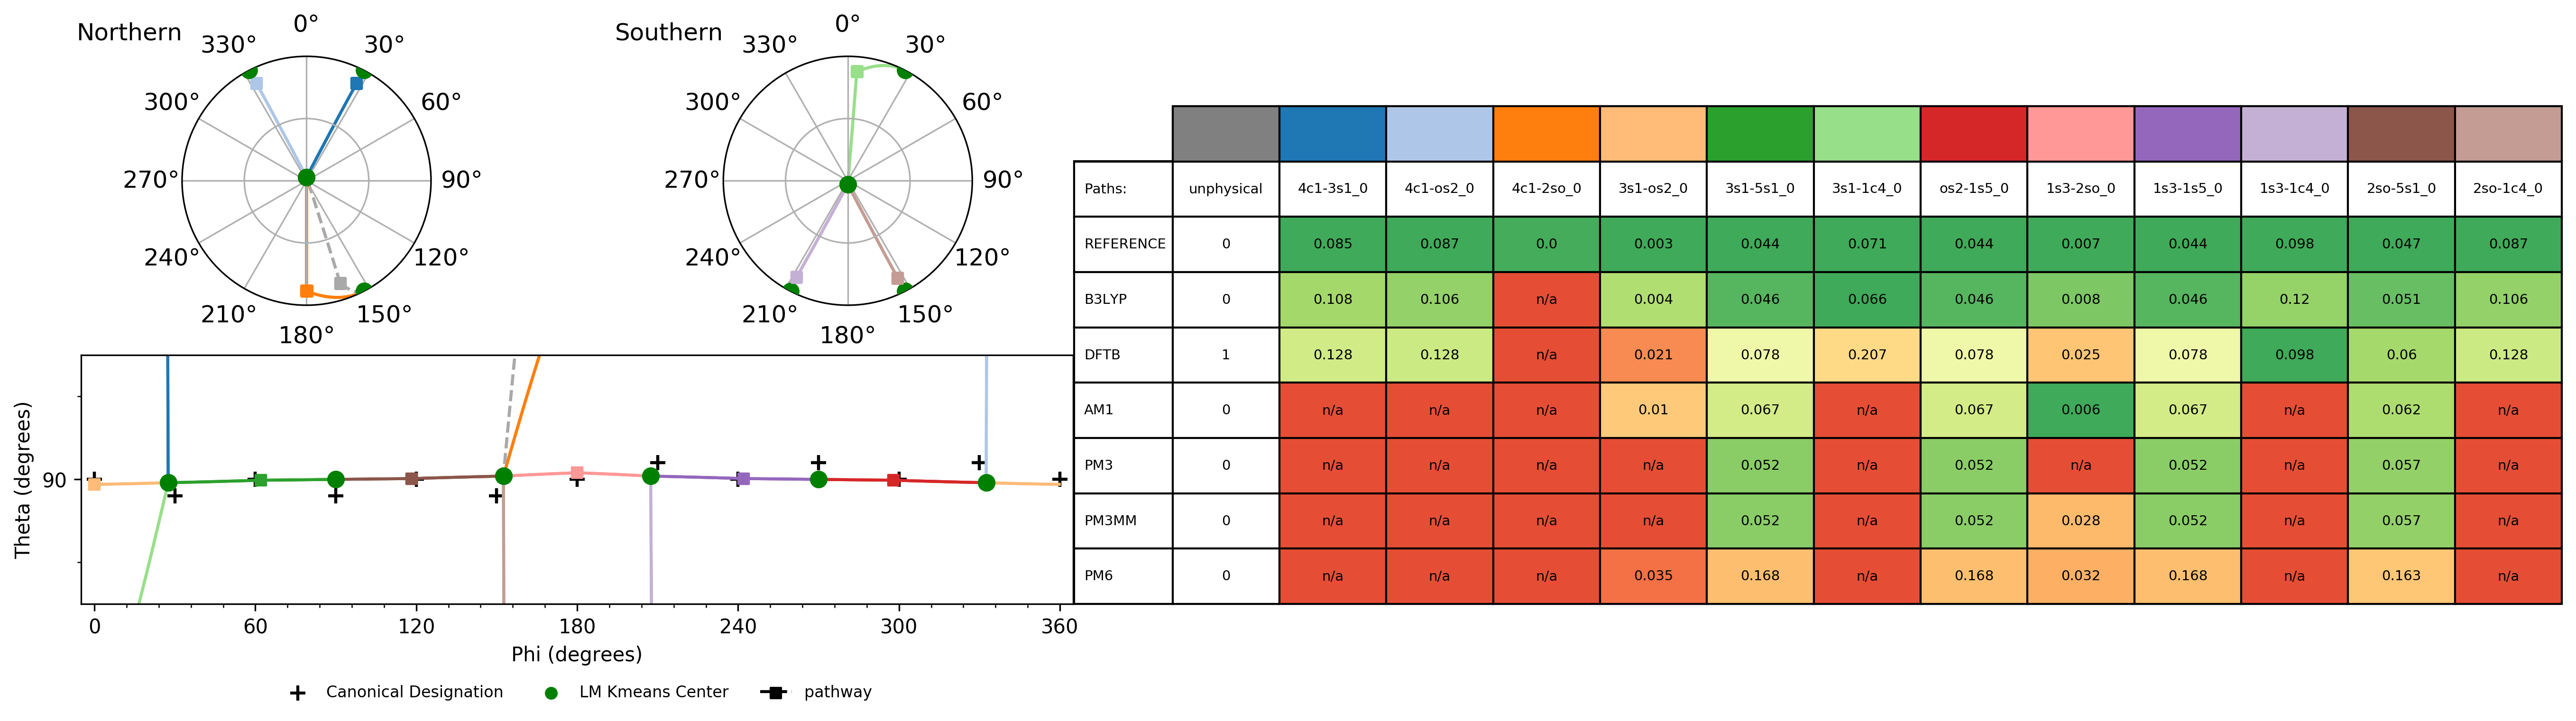 Northern
0°
30°
60°
90°
120°
150°
180°
210°
240°
270°
300°
330°
Southern
0°
30°
60°
90°
120°
150°
180°
210°
240°
270°
300°
330°
Theta (degrees)
90
0 60 120 180 240 300 360
Phi (degrees)
Canonical Designation LM Kmeans Center pathway
Paths: unphysical 4c1-3s1_0 4c1-os2_0 4c1-2so_0 3s1-os2_0 3s1-5s1_0 3s1-1c4_0 os2-1s5_0 1s3-2so_0 1s3-1s5_0 1s3-1c4_0 2so-5s1_0 2so-1c4_0
REFERENCE 0 0.085 0.087 0.0 0.003 0.044 0.071 0.044 0.007 0.044 0.098 0.047 0.087
B3LYP 0 0.108 0.106 n/a 0.004 0.046 0.066 0.046 0.008 0.046 0.12 0.051 0.106
DFTB 1 0.128 0.128 n/a 0.021 0.078 0.207 0.078 0.025 0.078 0.098 0.06 0.128
AM1 0 n/a n/a n/a 0.01 0.067 n/a 0.067 0.006 0.067 n/a 0.062 n/a
PM3 0 n/a n/a n/a n/a 0.052 n/a 0.052 n/a 0.052 n/a 0.057 n/a
PM3MM 0 n/a n/a n/a n/a 0.052 n/a 0.052 0.028 0.052 n/a 0.057 n/a
PM6 0 n/a n/a n/a 0.035 0.168 n/a 0.168 0.032 0.168 n/a 0.163 n/a